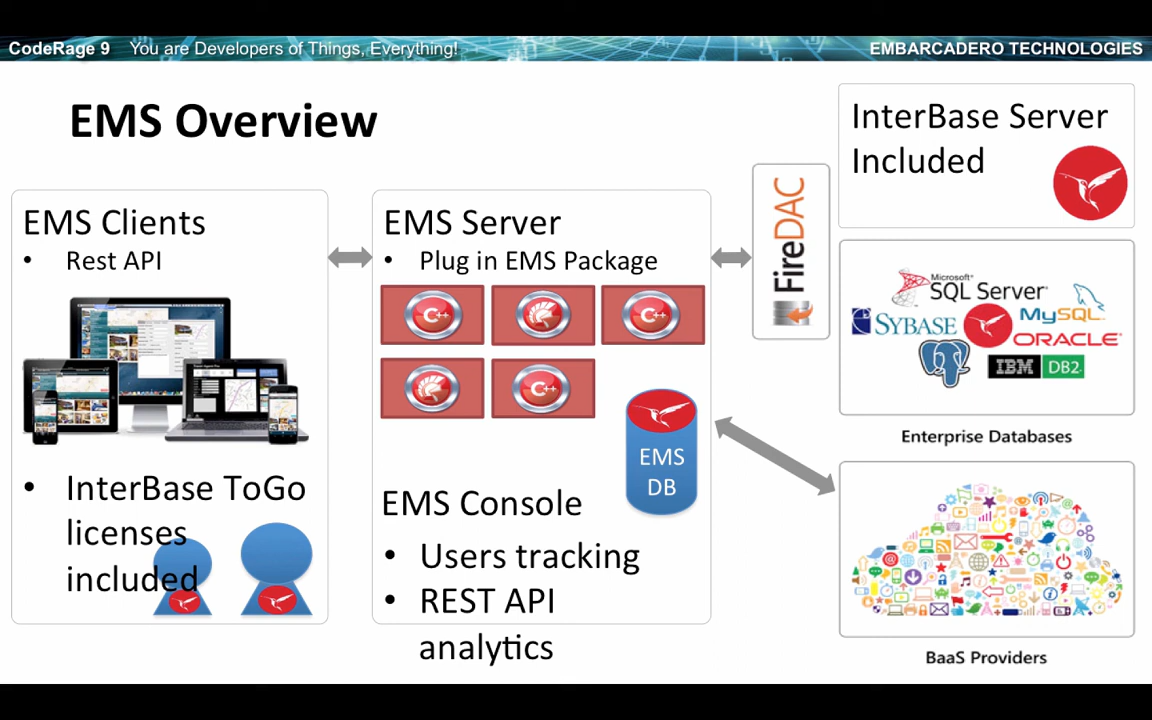 CodeRage 9 You are Developers of Things, Everything!
EMBARCADERO TECHNOLOGIES
EMS Overview
EMS Clients
• Rest API
• InterBase ToGo
licenses
included
EMS Server
• Plug in EMS Package
C++
C++
C++
EMS
DB
EMS Console
• Users tracking
• REST API
analytics
FireDAC
InterBase Server
Included
Microsoft®
SQL Server®
SYBASE
MySQL
ORACLE®
IBM DB2
Enterprise Databases
BaaS Providers